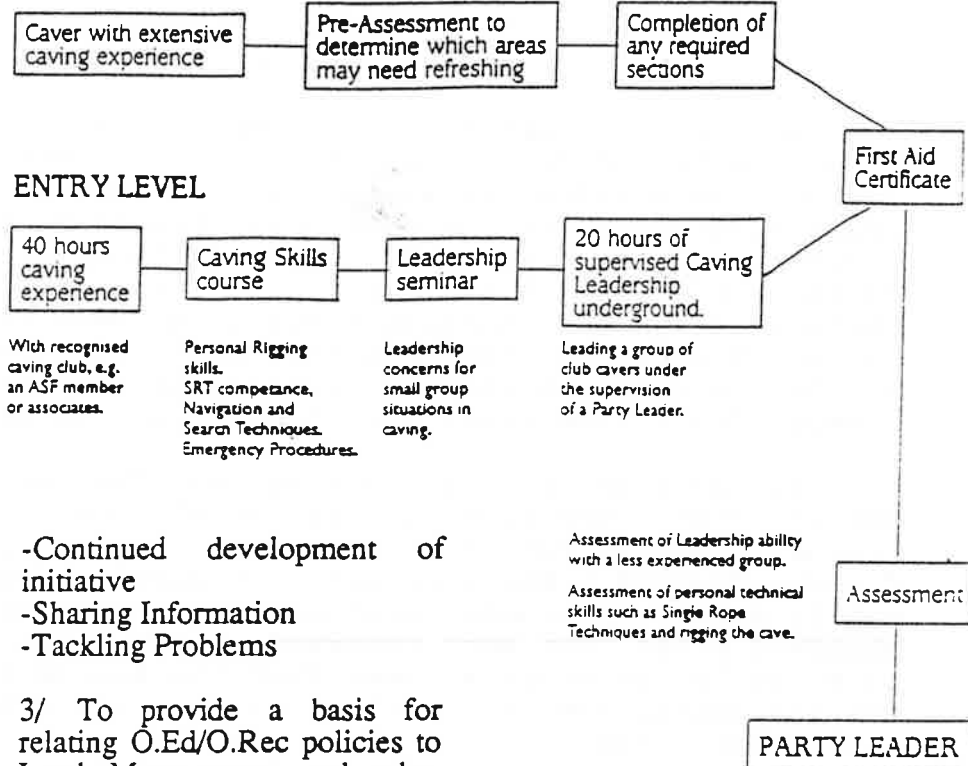 Caver with extensive
caving experience
Pre-Assessment to
determine which areas
may need refreshing
Completion of
any required
sections
First Aid
Certificate
ENTRY LEVEL
40 hours
caving
experience
Caving Skills
course
Leadership
seminar
20 hours of
supervised Caving
Leadership
underground.
With recognised
caving club, e.g.
an ASF member
or associates.
Personal Rigging
skills.
SRT competance,
Navigation and
Search Techniques.
Emergency Procedures.
Leadership
concerns for
small group
situations in
caving.
Leading a group of
club cavers under
the supervision
of a Party Leader.
-Continued development of
initiative
-Sharing Information
-Tackling Problems
Assessment of Leadership ability
with a less experienced group.
Assessment of personal technical
skills such as Single Rope
Techniques and rigging the cave.
Assessment
3/ To provide a basis for
relating O.Ed/O.Rec policies to
PARTY LEADER